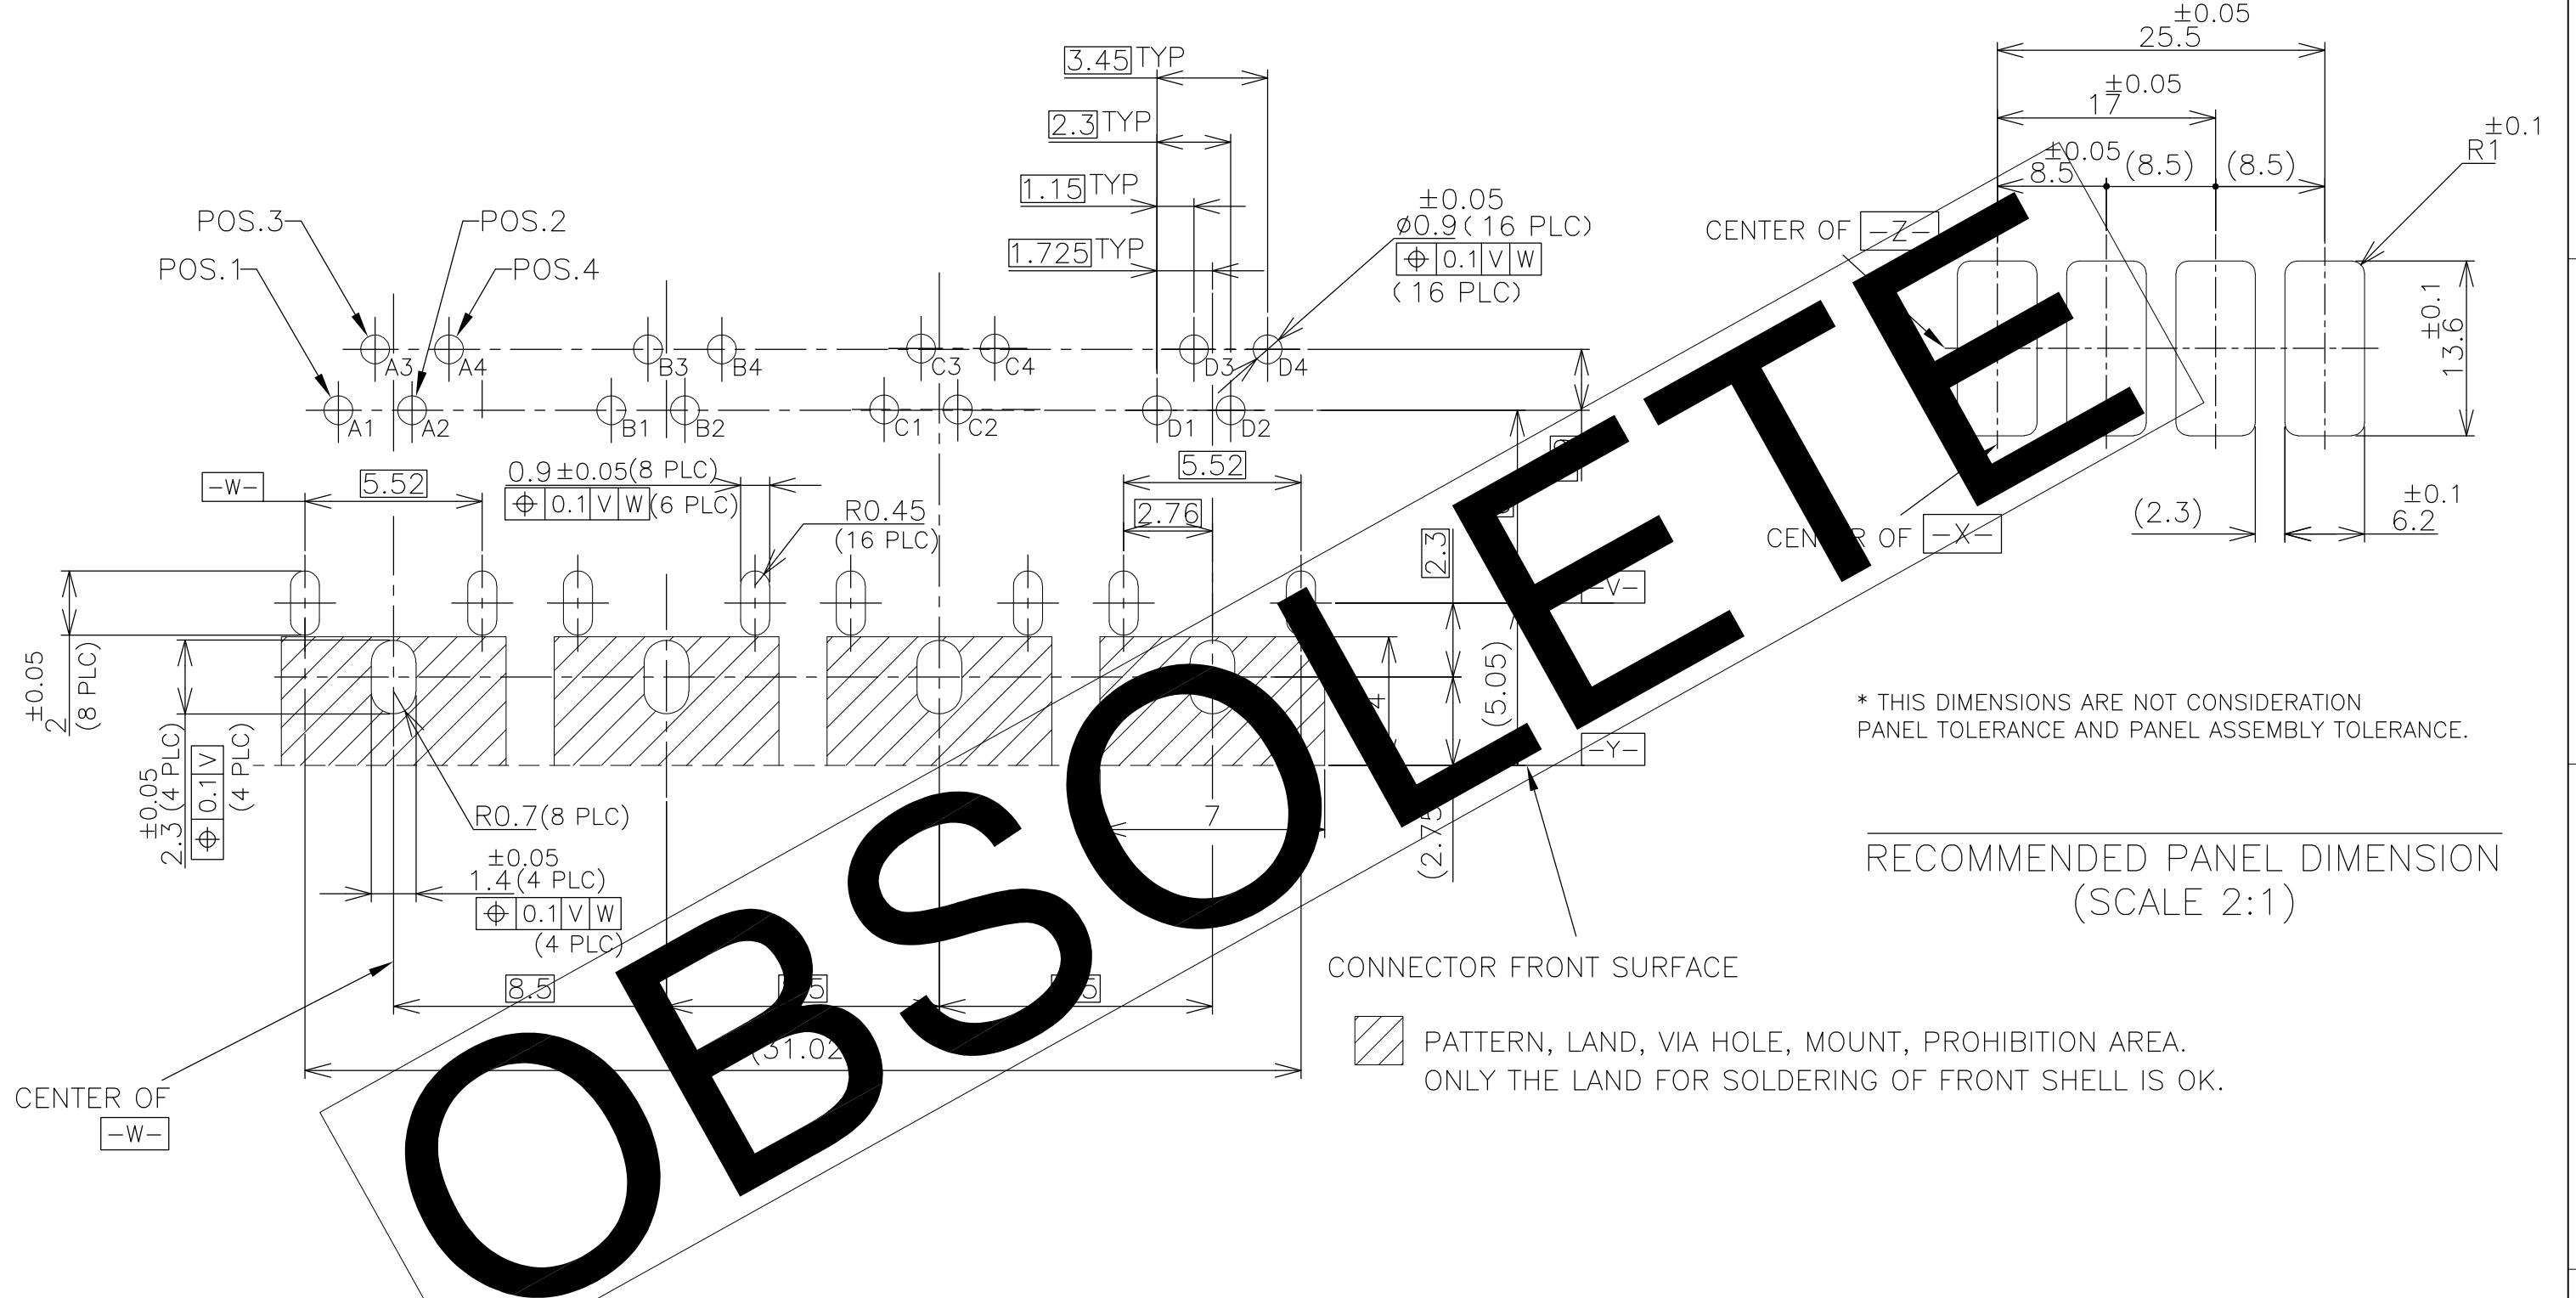 ±0.05
25.5
±0.05
17
±0.05
8.5
(8.5)
(8.5)
±0.1
R1
3.45 TYP
2.3 TYP
1.15 TYP
1.725 TYP
±0.05
ø0.9(16 PLC)
⌖ 0.1 V W
(16 PLC)
POS.3
POS.2
POS.1
POS.4
CENTER OF -Z-
A3
A4
B3
B4
C3
C4
D3
D4
A1
A2
B1
B2
C1
C2
D1
D2
±0.1
13.6
-W-
5.52
0.9±0.05(8 PLC)
⌖ 0.1 V W (6 PLC)
R0.45
(16 PLC)
5.52
2.76
2.3
CENTER OF -X-
(2.3)
±0.1
6.2
-V-
±0.05
2
(8 PLC)
±0.05
2.3(4 PLC)
⌖ 0.1 V
(4 PLC)
4
(5.05)
-Y-
(2.75
7
R0.7(8 PLC)
±0.05
1.4(4 PLC)
⌖ 0.1 V W
(4 PLC)
* THIS DIMENSIONS ARE NOT CONSIDERATION
PANEL TOLERANCE AND PANEL ASSEMBLY TOLERANCE.
RECOMMENDED PANEL DIMENSION
(SCALE 2:1)
CONNECTOR FRONT SURFACE
8.5
(31.02
CENTER OF
-W-
PATTERN, LAND, VIA HOLE, MOUNT, PROHIBITION AREA.
ONLY THE LAND FOR SOLDERING OF FRONT SHELL IS OK.
OBSOLETE